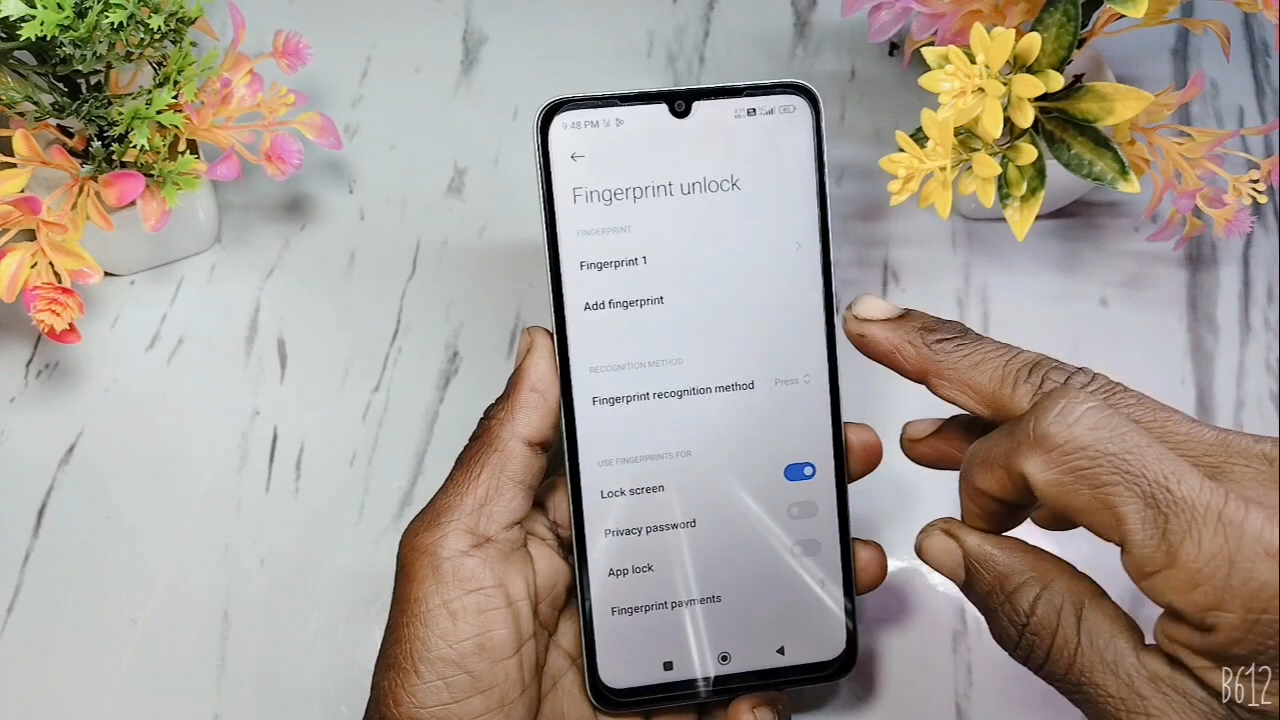 9:48 PM
Fingerprint unlock
FINGERPRINT
Fingerprint 1
Add fingerprint
RECOGNITION METHOD
Fingerprint recognition method Press
USE FINGERPRINTS FOR
Lock screen
Privacy password
App lock
Fingerprint payments
B612